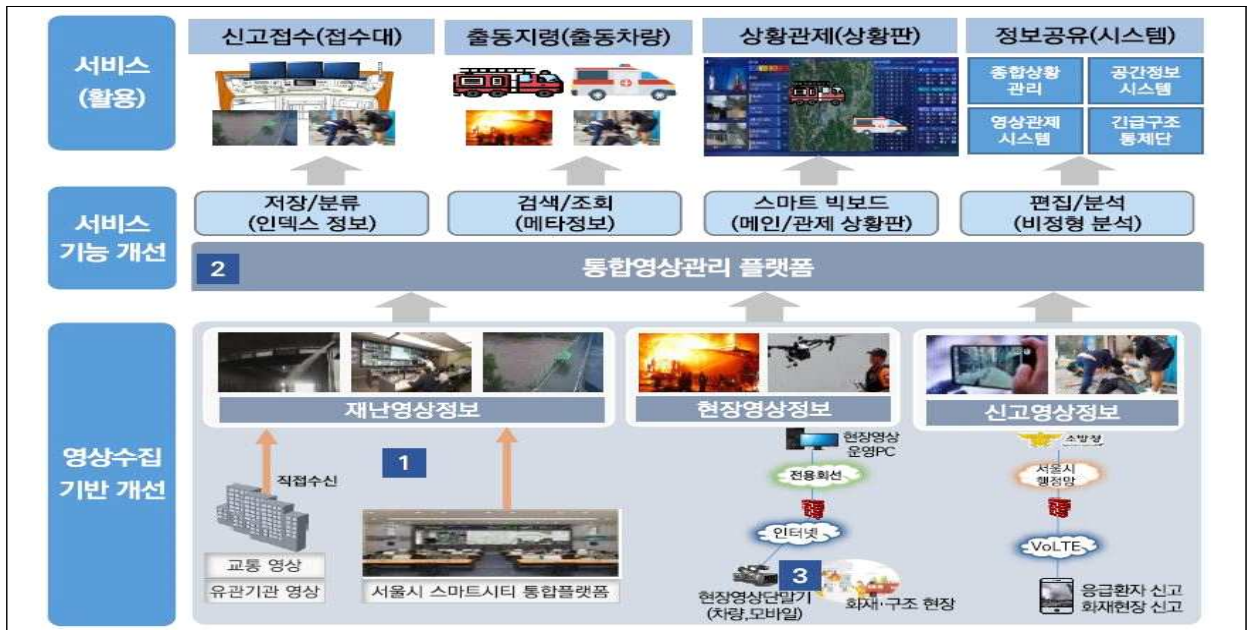 서비스
(활용)
신고접수(접수대)
출동지령(출동차량)
상황관제(상황판)
정보공유(시스템)
종합상황
관리
공간정보
시스템
영상관제
시스템
긴급구조
통제단
서비스
기능 개선
저장/분류
(인덱스 정보)
검색/조회
(메타정보)
스마트 빅보드
(메인/관제 상황판)
편집/분석
(비정형 분석)
2
통합영상관리 플랫폼
영상수집
기반 개선
재난영상정보
현장영상정보
신고영상정보
1
직접수신
교통 영상
유관기관 영상
서울시 스마트시티 통합플랫폼
현장영상
운영PC
전용회선
인터넷
3
현장영상단말기
(차량,모바일)
화재·구조 현장
소방청
서울시
행정망
VoLTE
응급환자 신고
화재현장 신고